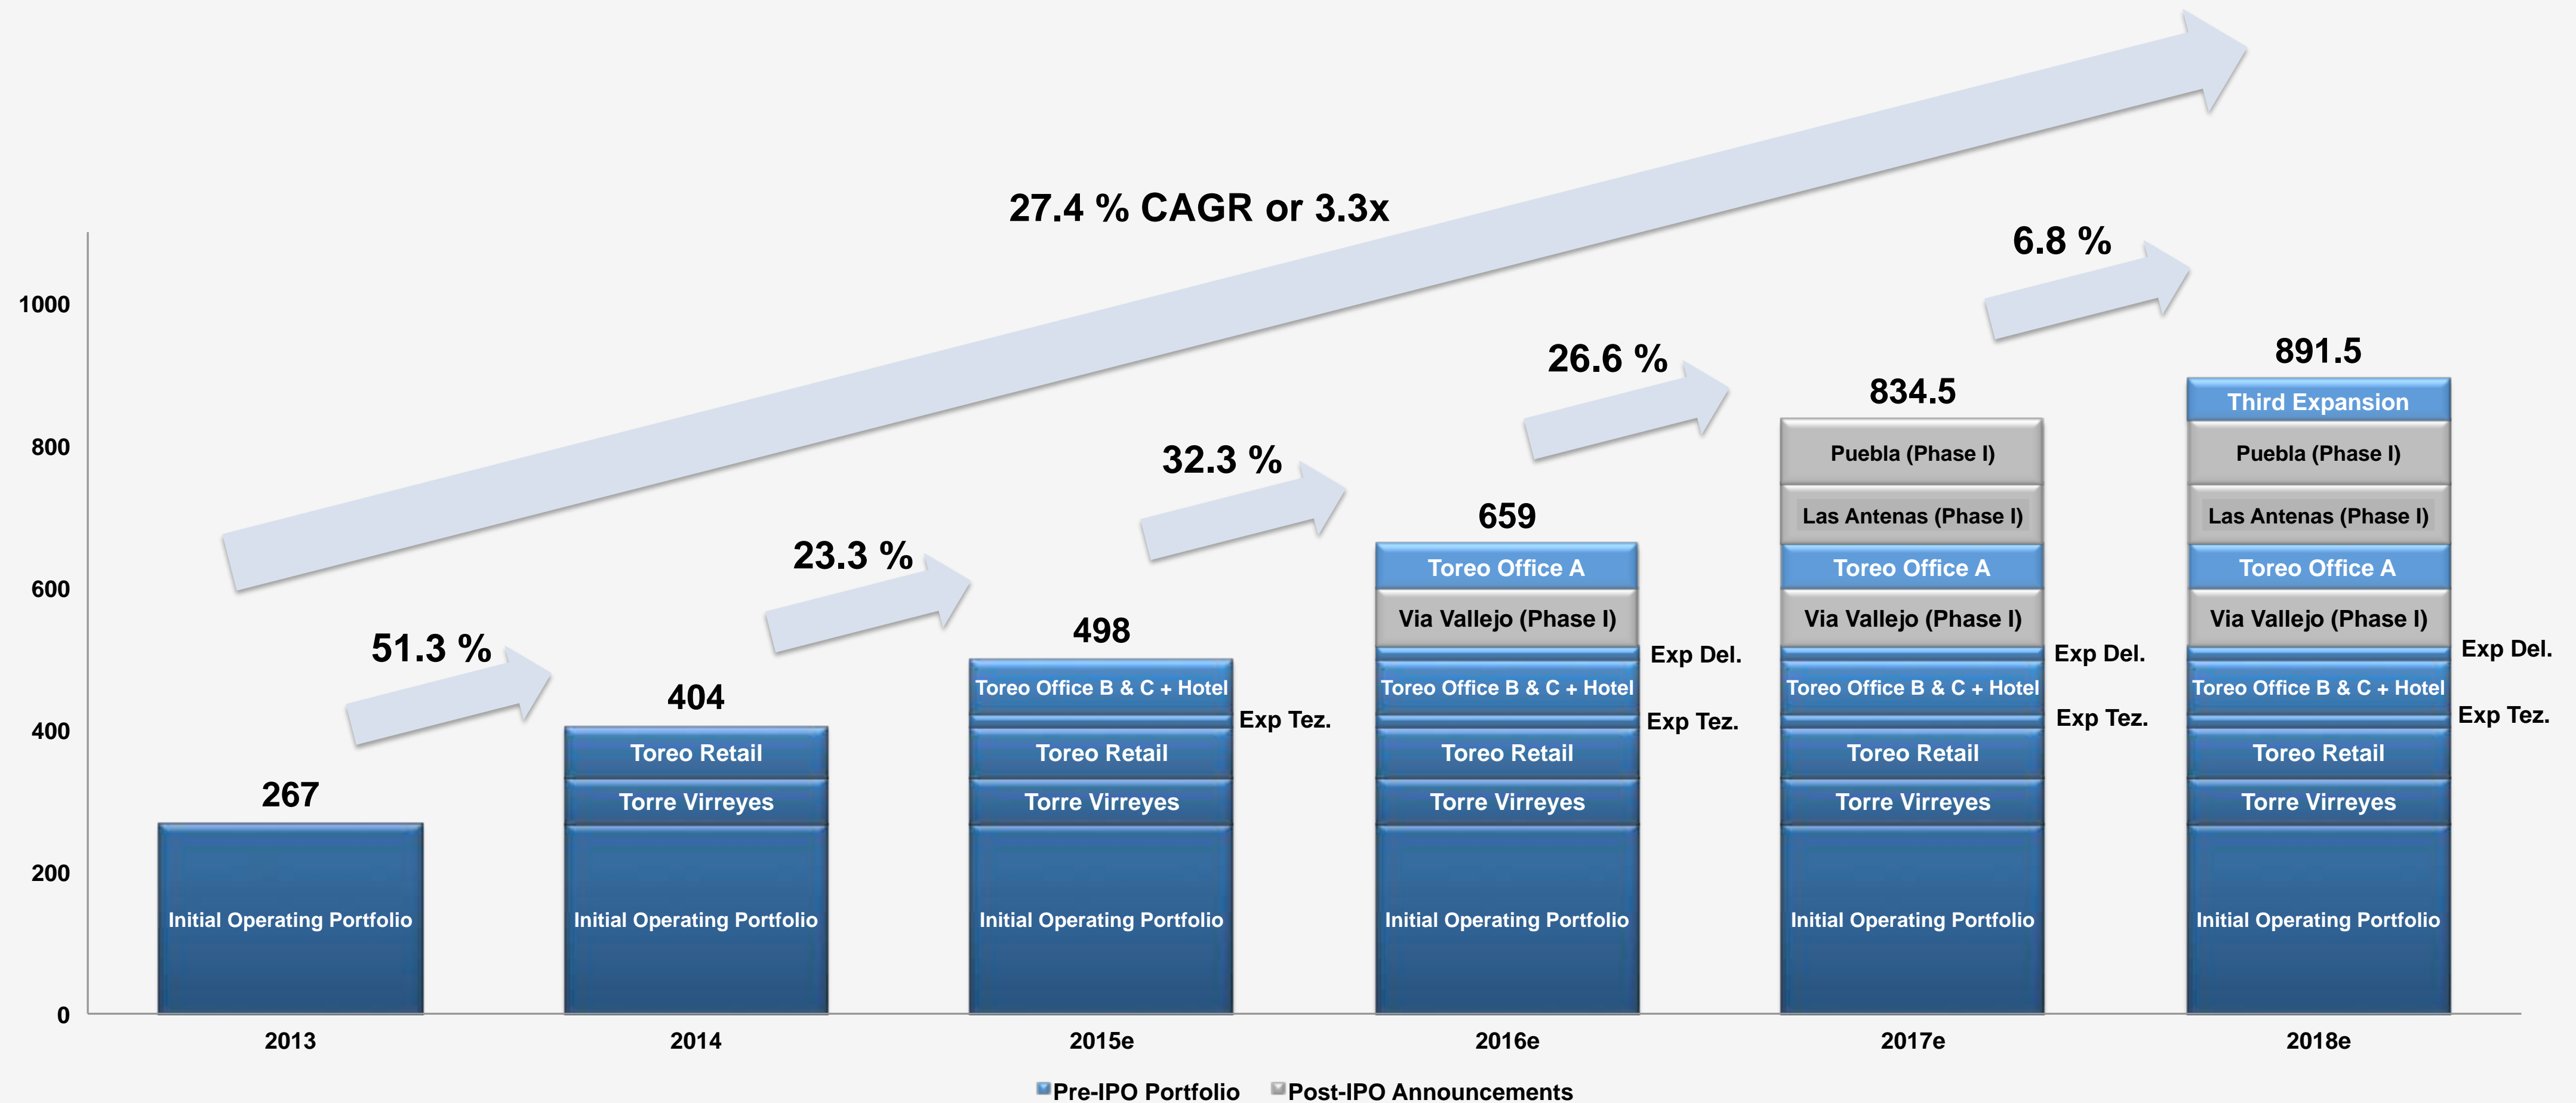 27.4 % CAGR or 3.3x
6.8 %
26.6 %
32.3 %
23.3 %
51.3 %
1000
800
600
400
200
0
267
Initial Operating Portfolio
2013
404
Toreo Retail
Torre Virreyes
Initial Operating Portfolio
2014
498
Toreo Office B & C + Hotel
Exp Tez.
Toreo Retail
Torre Virreyes
Initial Operating Portfolio
2015e
659
Toreo Office A
Via Vallejo (Phase I)
Exp Del.
Toreo Office B & C + Hotel
Exp Tez.
Toreo Retail
Torre Virreyes
Initial Operating Portfolio
2016e
834.5
Puebla (Phase I)
Las Antenas (Phase I)
Toreo Office A
Via Vallejo (Phase I)
Exp Del.
Toreo Office B & C + Hotel
Exp Tez.
Toreo Retail
Torre Virreyes
Initial Operating Portfolio
2017e
891.5
Third Expansion
Puebla (Phase I)
Las Antenas (Phase I)
Toreo Office A
Via Vallejo (Phase I)
Exp Del.
Toreo Office B & C + Hotel
Exp Tez.
Toreo Retail
Torre Virreyes
Initial Operating Portfolio
2018e
Pre-IPO Portfolio
Post-IPO Announcements